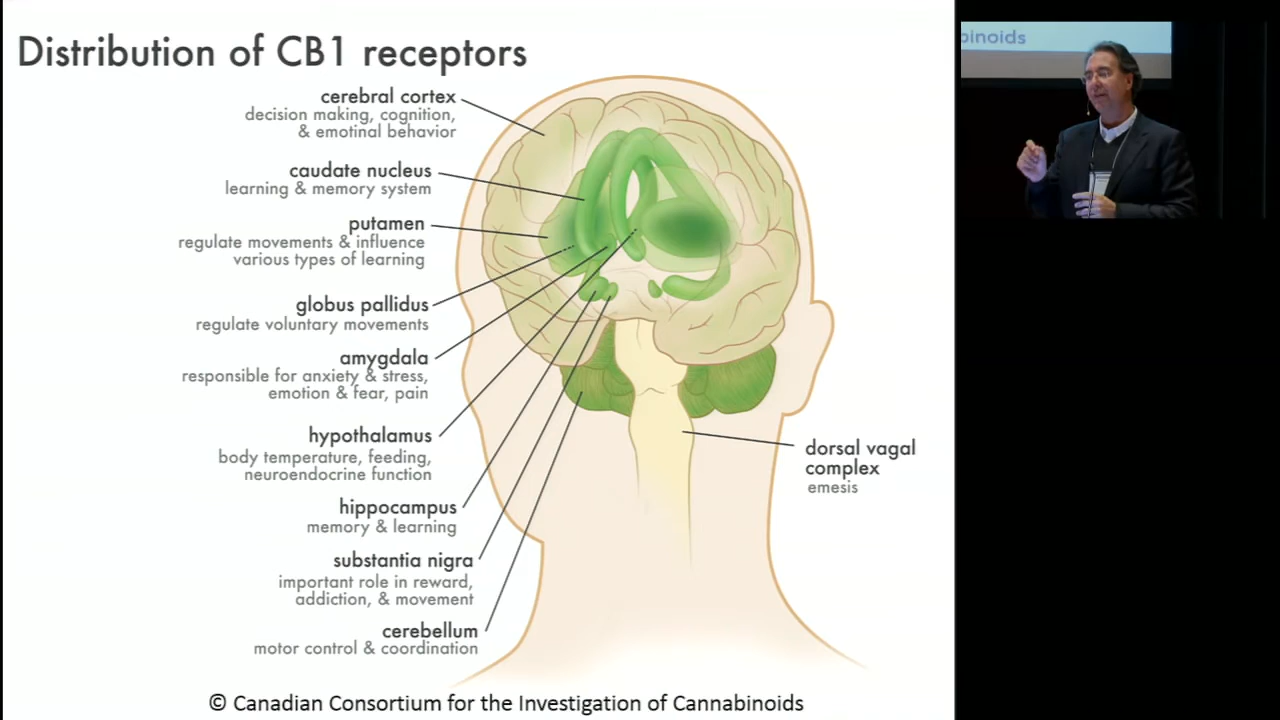 Distribution of CB1 receptors
binoids
cerebral cortex
decision making, cognition,
& emotinal behavior
caudate nucleus
learning & memory system
putamen
regulate movements & influence
various types of learning
globus pallidus
regulate voluntary movements
amygdala
responsible for anxiety & stress,
emotion & fear, pain
hypothalamus
body temperature, feeding,
neuroendocrine function
hippocampus
memory & learning
substantia nigra
important role in reward,
addiction, & movement
cerebellum
motor control & coordination
dorsal vagal
complex
emesis
© Canadian Consortium for the Investigation of Cannabinoids